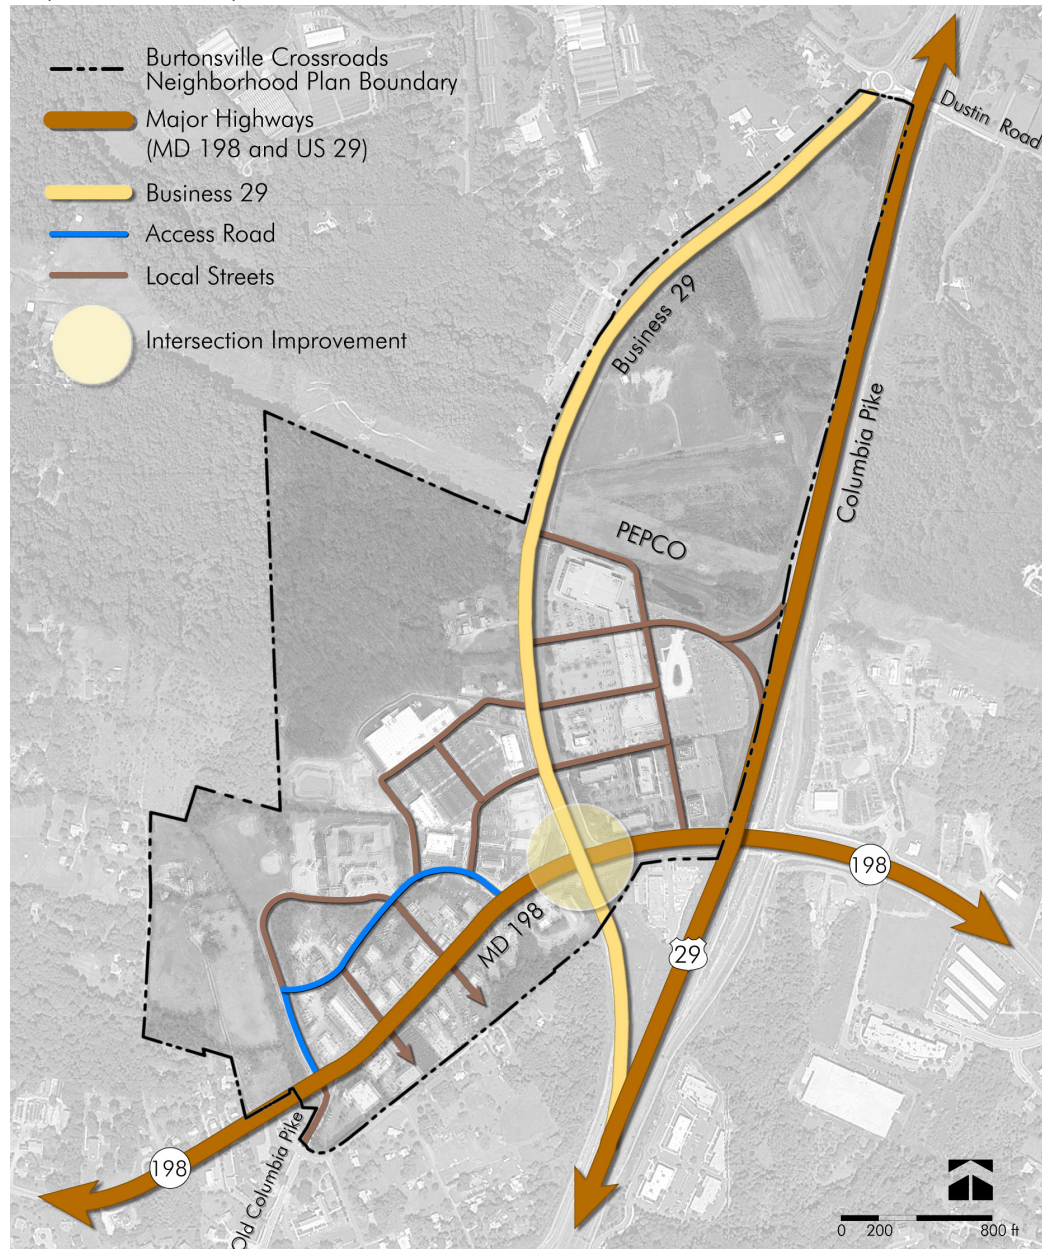 Burtonsville Crossroads
Neighborhood Plan Boundary
Major Highways
(MD 198 and US 29)
Business 29
Access Road
Local Streets
Intersection Improvement
Dustin Road
Business 29
Columbia Pike
PEPCO
198
MD 198
29
Old Columbia Pike
198
0 200 800 ft